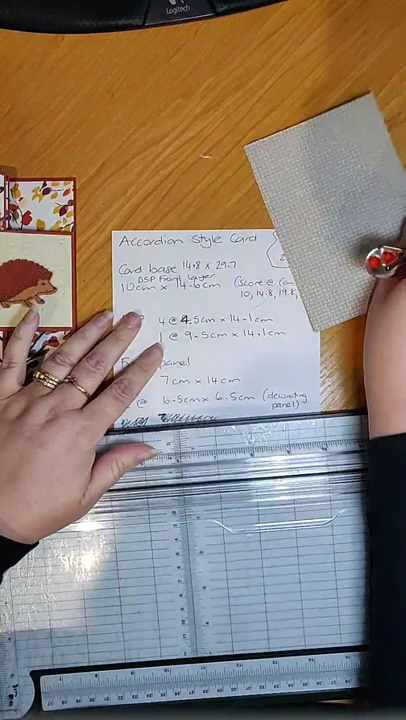 Logitech
Accordion Style Card
Card base 14.8 x 29.7
DSP Front Layer
10cm x 14.6cm
(Score @
10, 14.8, 19.8,
4 @ 4.5cm x 14.1cm
1 @ 9.5cm x 14.1cm
panel
7cm x 14cm
@ 6.5cm x 6.5cm (decorating
panel)